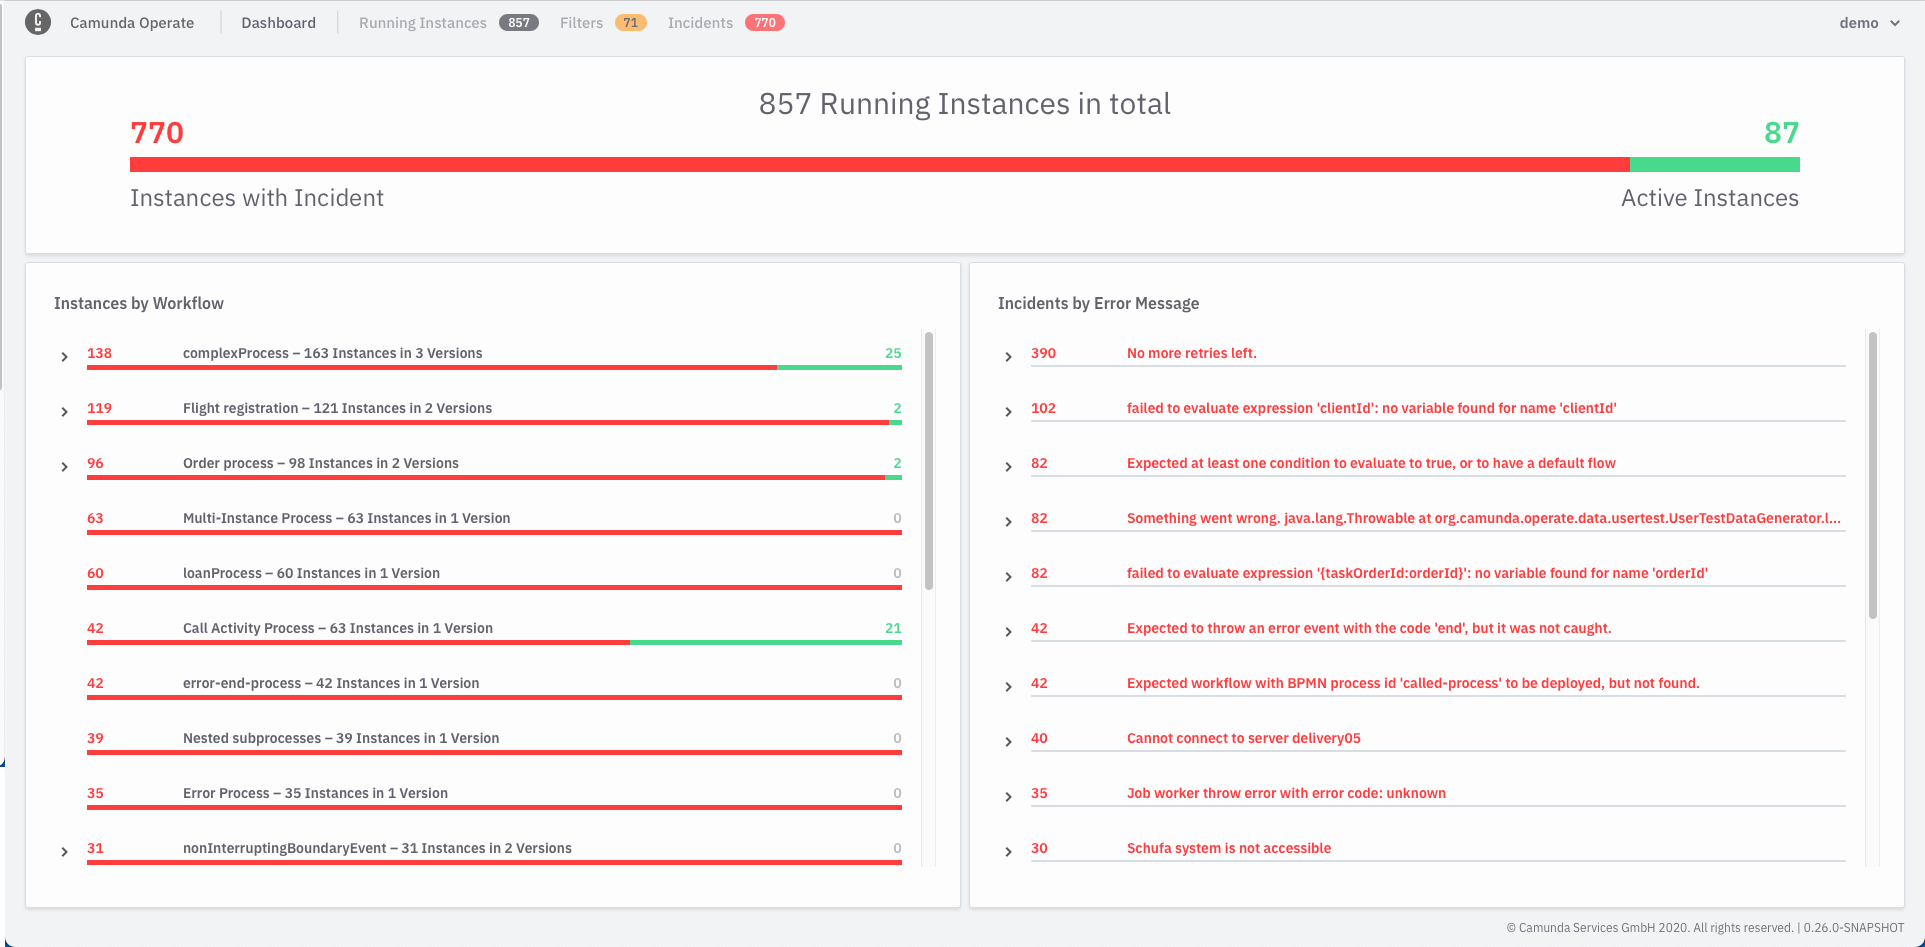 Camunda Operate Dashboard Running Instances 857 Filters 71 Incidents 770 demo
857 Running Instances in total
770 87
Instances with Incident Active Instances
Instances by Workflow
138 complexProcess – 163 Instances in 3 Versions 25
119 Flight registration – 121 Instances in 2 Versions 2
96 Order process – 98 Instances in 2 Versions 2
63 Multi-Instance Process – 63 Instances in 1 Version 0
60 loanProcess – 60 Instances in 1 Version 0
42 Call Activity Process – 63 Instances in 1 Version 21
42 error-end-process – 42 Instances in 1 Version 0
39 Nested subprocesses – 39 Instances in 1 Version 0
35 Error Process – 35 Instances in 1 Version 0
31 nonInterruptingBoundaryEvent – 31 Instances in 2 Versions 0
Incidents by Error Message
390 No more retries left.
102 failed to evaluate expression 'clientId': no variable found for name 'clientId'
82 Expected at least one condition to evaluate to true, or to have a default flow
82 Something went wrong. java.lang.Throwable at org.camunda.operate.data.usertest.UserTestDataGenerator.l...
82 failed to evaluate expression '{taskOrderId:orderId}': no variable found for name 'orderId'
42 Expected to throw an error event with the code 'end', but it was not caught.
42 Expected workflow with BPMN process id 'called-process' to be deployed, but not found.
40 Cannot connect to server delivery05
35 Job worker throw error with error code: unknown
30 Schufa system is not accessible
© Camunda Services GmbH 2020. All rights reserved. | 0.26.0-SNAPSHOT